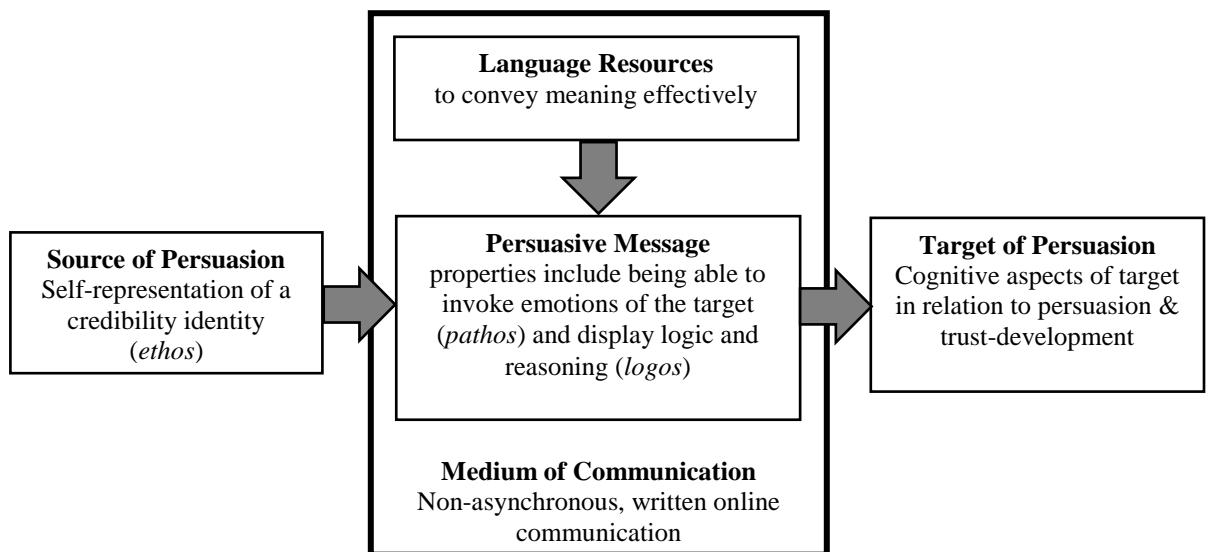 Language Resources
to convey meaning effectively
Source of Persuasion
Self-representation of a
credibility identity
(ethos)
Persuasive Message
properties include being able to
invoke emotions of the target
(pathos) and display logic and
reasoning (logos)
Target of Persuasion
Cognitive aspects of target
in relation to persuasion &
trust-development
Medium of Communication
Non-asynchronous, written online
communication